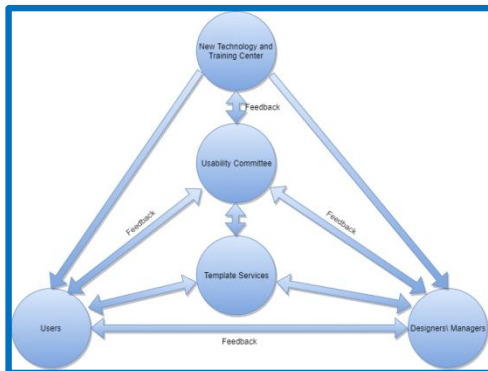 New Technology and
Training Center
Feedback
Usability Committee
Feedback
Feedback
Template Services
Users
Designers\ Managers
Feedback